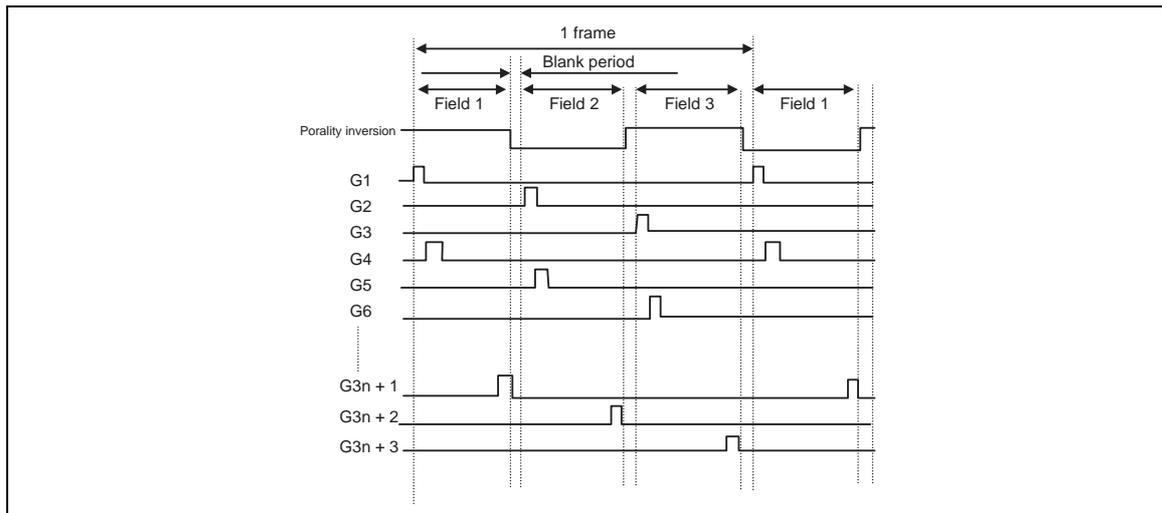 1 frame
Blank period
Field 1 Field 2 Field 3 Field 1
Porality inversion
G1
G2
G3
G4
G5
G6
G3n + 1
G3n + 2
G3n + 3